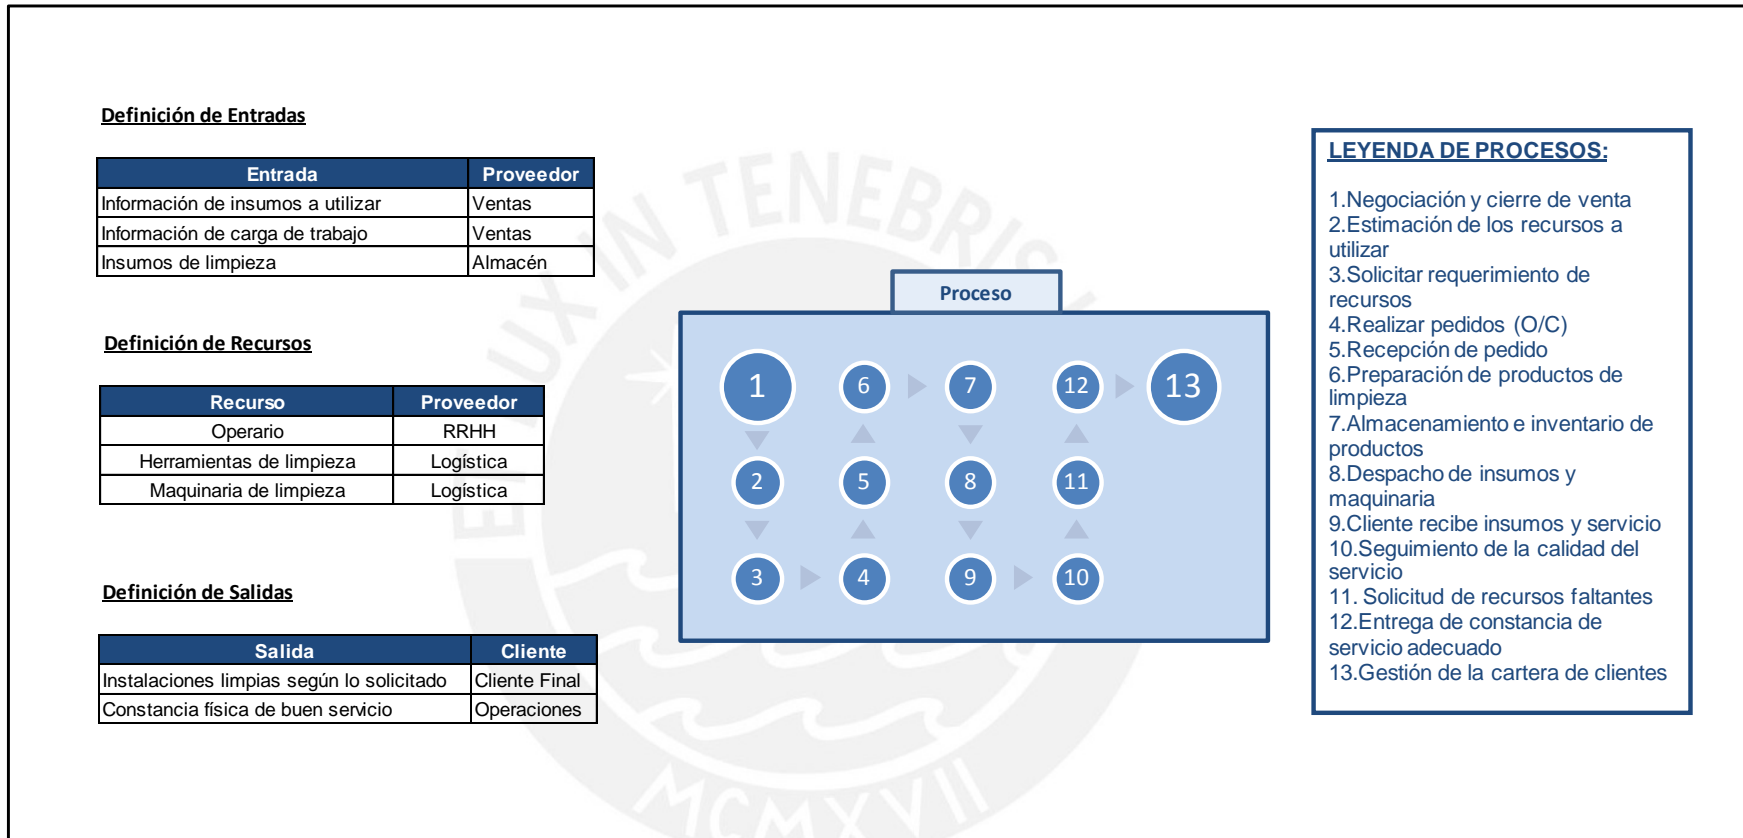 Definición de Entradas
Entrada Proveedor
Información de insumos a utilizar Ventas
Información de carga de trabajo Ventas
Insumos de limpieza Almacén
Definición de Recursos
Recurso Proveedor
Operario RRHH
Herramientas de limpieza Logística
Maquinaria de limpieza Logística
Definición de Salidas
Salida Cliente
Instalaciones limpias según lo solicitado Cliente Final
Constancia física de buen servicio Operaciones
Proceso
1 6 7 12 13
2 5 8 11
3 4 9 10
LEYENDA DE PROCESOS:
1.Negociación y cierre de venta
2.Estimación de los recursos a
utilizar
3.Solicitar requerimiento de
recursos
4.Realizar pedidos (O/C)
5.Recepción de pedido
6.Preparación de productos de
limpieza
7.Almacenamiento e inventario de
productos
8.Despacho de insumos y
maquinaria
9.Cliente recibe insumos y servicio
10.Seguimiento de la calidad del
servicio
11. Solicitud de recursos faltantes
12.Entrega de constancia de
servicio adecuado
13.Gestión de la cartera de clientes
ET LUX IN TENEBRIS
MCMXVII